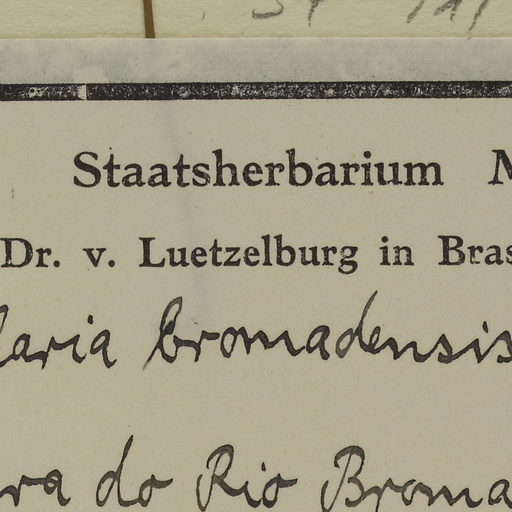 Staatsherbarium M
Dr. v. Luetzelburg in Bras
laria bromadensis
ra do Rio Broma